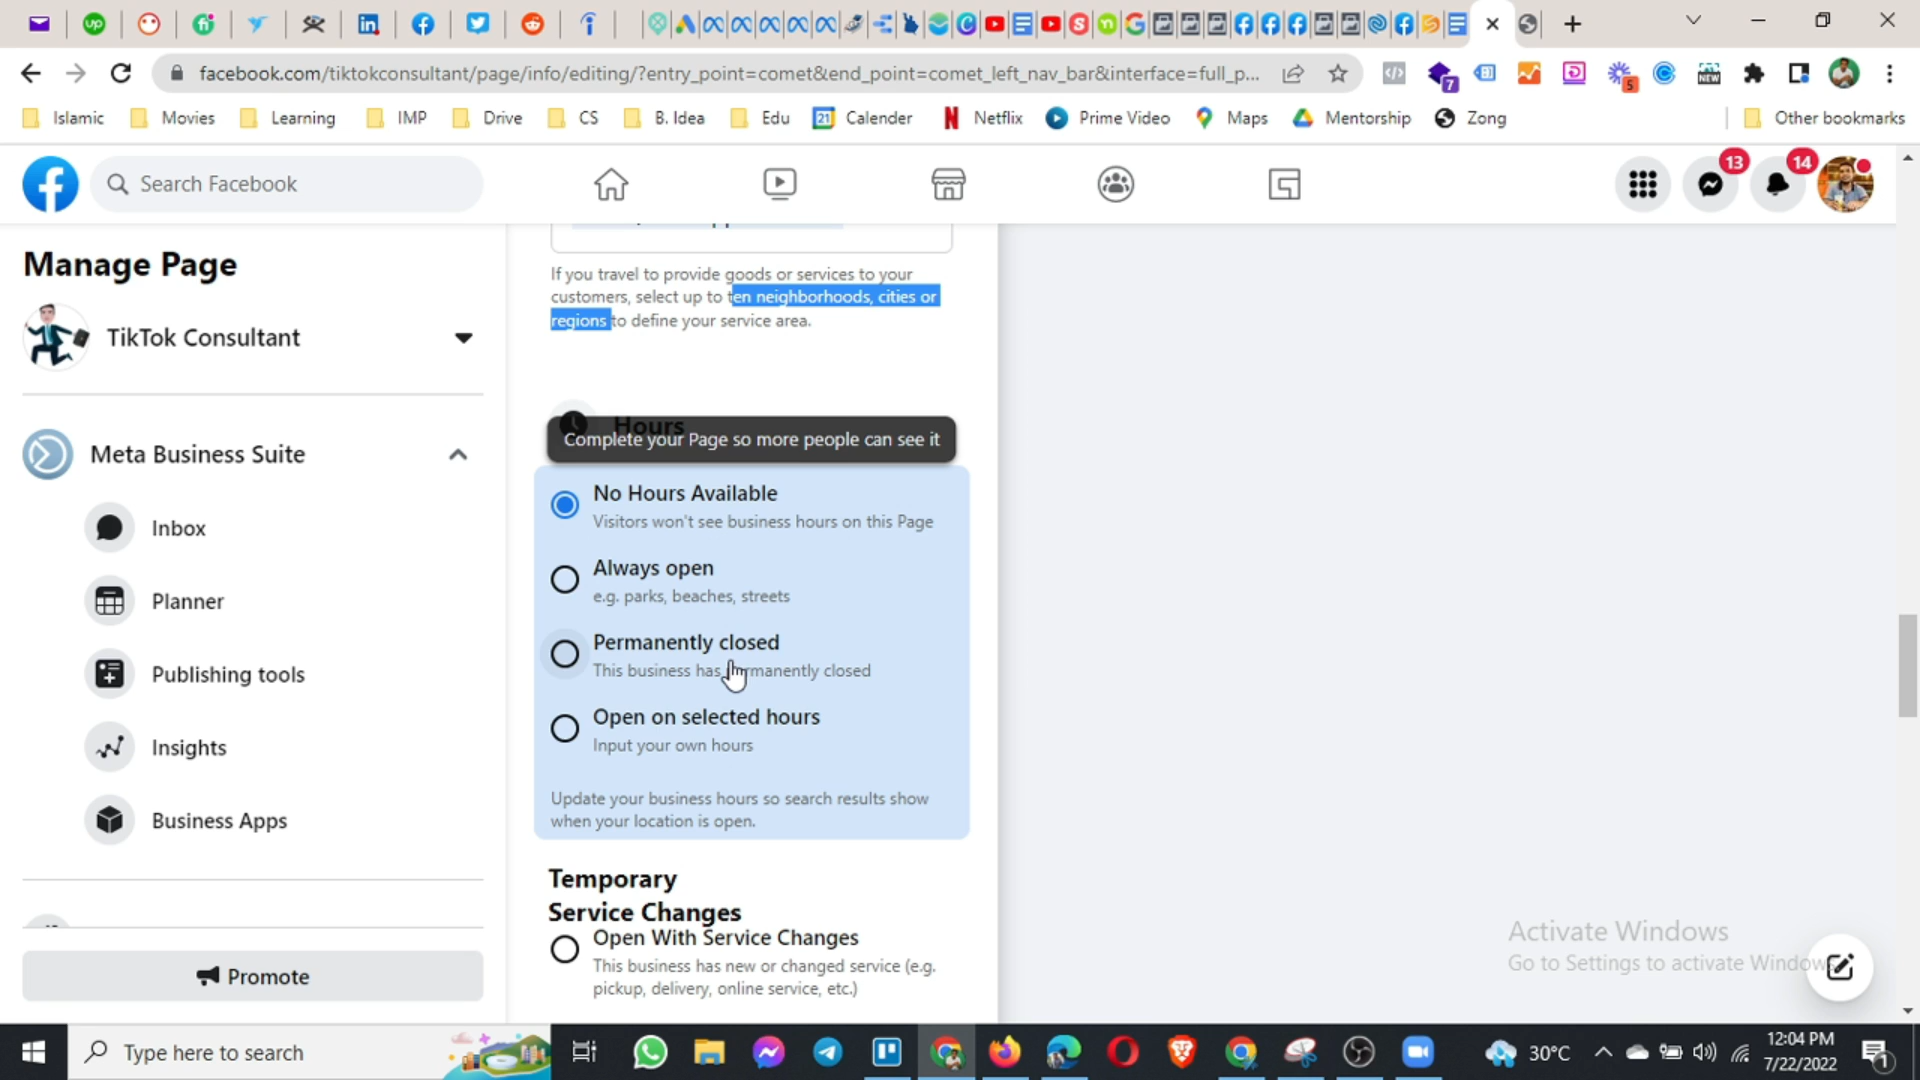 facebook.com/tiktokconsultant/page/info/editing/?entry_point=comet&end_point=comet_left_nav_bar&interface=full_p...
7
5
NEW
Islamic
Movies
Learning
IMP
Drive
CS
B. Idea
Edu
Calender
Netflix
Prime Video
Maps
Mentorship
Zong
Other bookmarks
Search Facebook
13
14
Manage Page
TikTok Consultant
Meta Business Suite
Inbox
Planner
Publishing tools
Insights
Business Apps
Promote
If you travel to provide goods or services to your
customers, select up to ten neighborhoods, cities or
regions to define your service area.
Hours
Complete your Page so more people can see it
No Hours Available
Visitors won't see business hours on this Page
Always open
e.g. parks, beaches, streets
Permanently closed
This business has permanently closed
Open on selected hours
Input your own hours
Update your business hours so search results show
when your location is open.
Temporary
Service Changes
Open With Service Changes
This business has new or changed service (e.g.
pickup, delivery, online service, etc.)
Activate Windows
Go to Settings to activate Windows
Type here to search
30°C
12:04 PM
7/22/2022
1